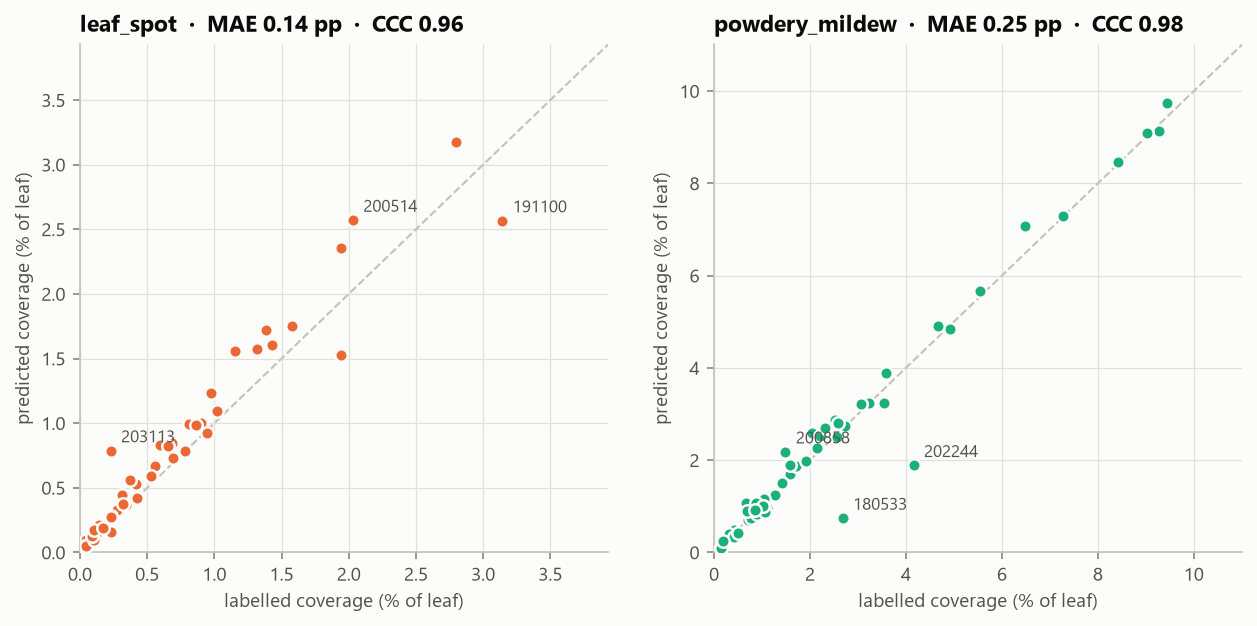 leaf_spot · MAE 0.14 pp · CCC 0.96
predicted coverage (% of leaf)
3.5
3.0
2.5
2.0
1.5
1.0
0.5
0.0
200514
191100
203113
0.0 0.5 1.0 1.5 2.0 2.5 3.0 3.5
labelled coverage (% of leaf)
powdery_mildew · MAE 0.25 pp · CCC 0.98
predicted coverage (% of leaf)
10
8
6
4
2
0
202244
180533
0 2 4 6 8 10
labelled coverage (% of leaf)